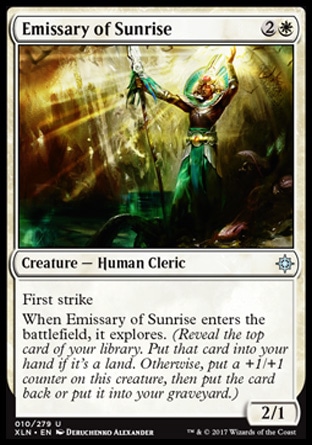 Emissary of Sunrise 2
Creature — Human Cleric
First strike
When Emissary of Sunrise enters the
battlefield, it explores. (Reveal the top
card of your library. Put that card into your
hand if it's a land. Otherwise, put a +1/+1
counter on this creature, then put the card
back or put it into your graveyard.)
2/1
010/279 U
XLN • EN Deruchenko Alexander
™ & © 2017 Wizards of the Coast